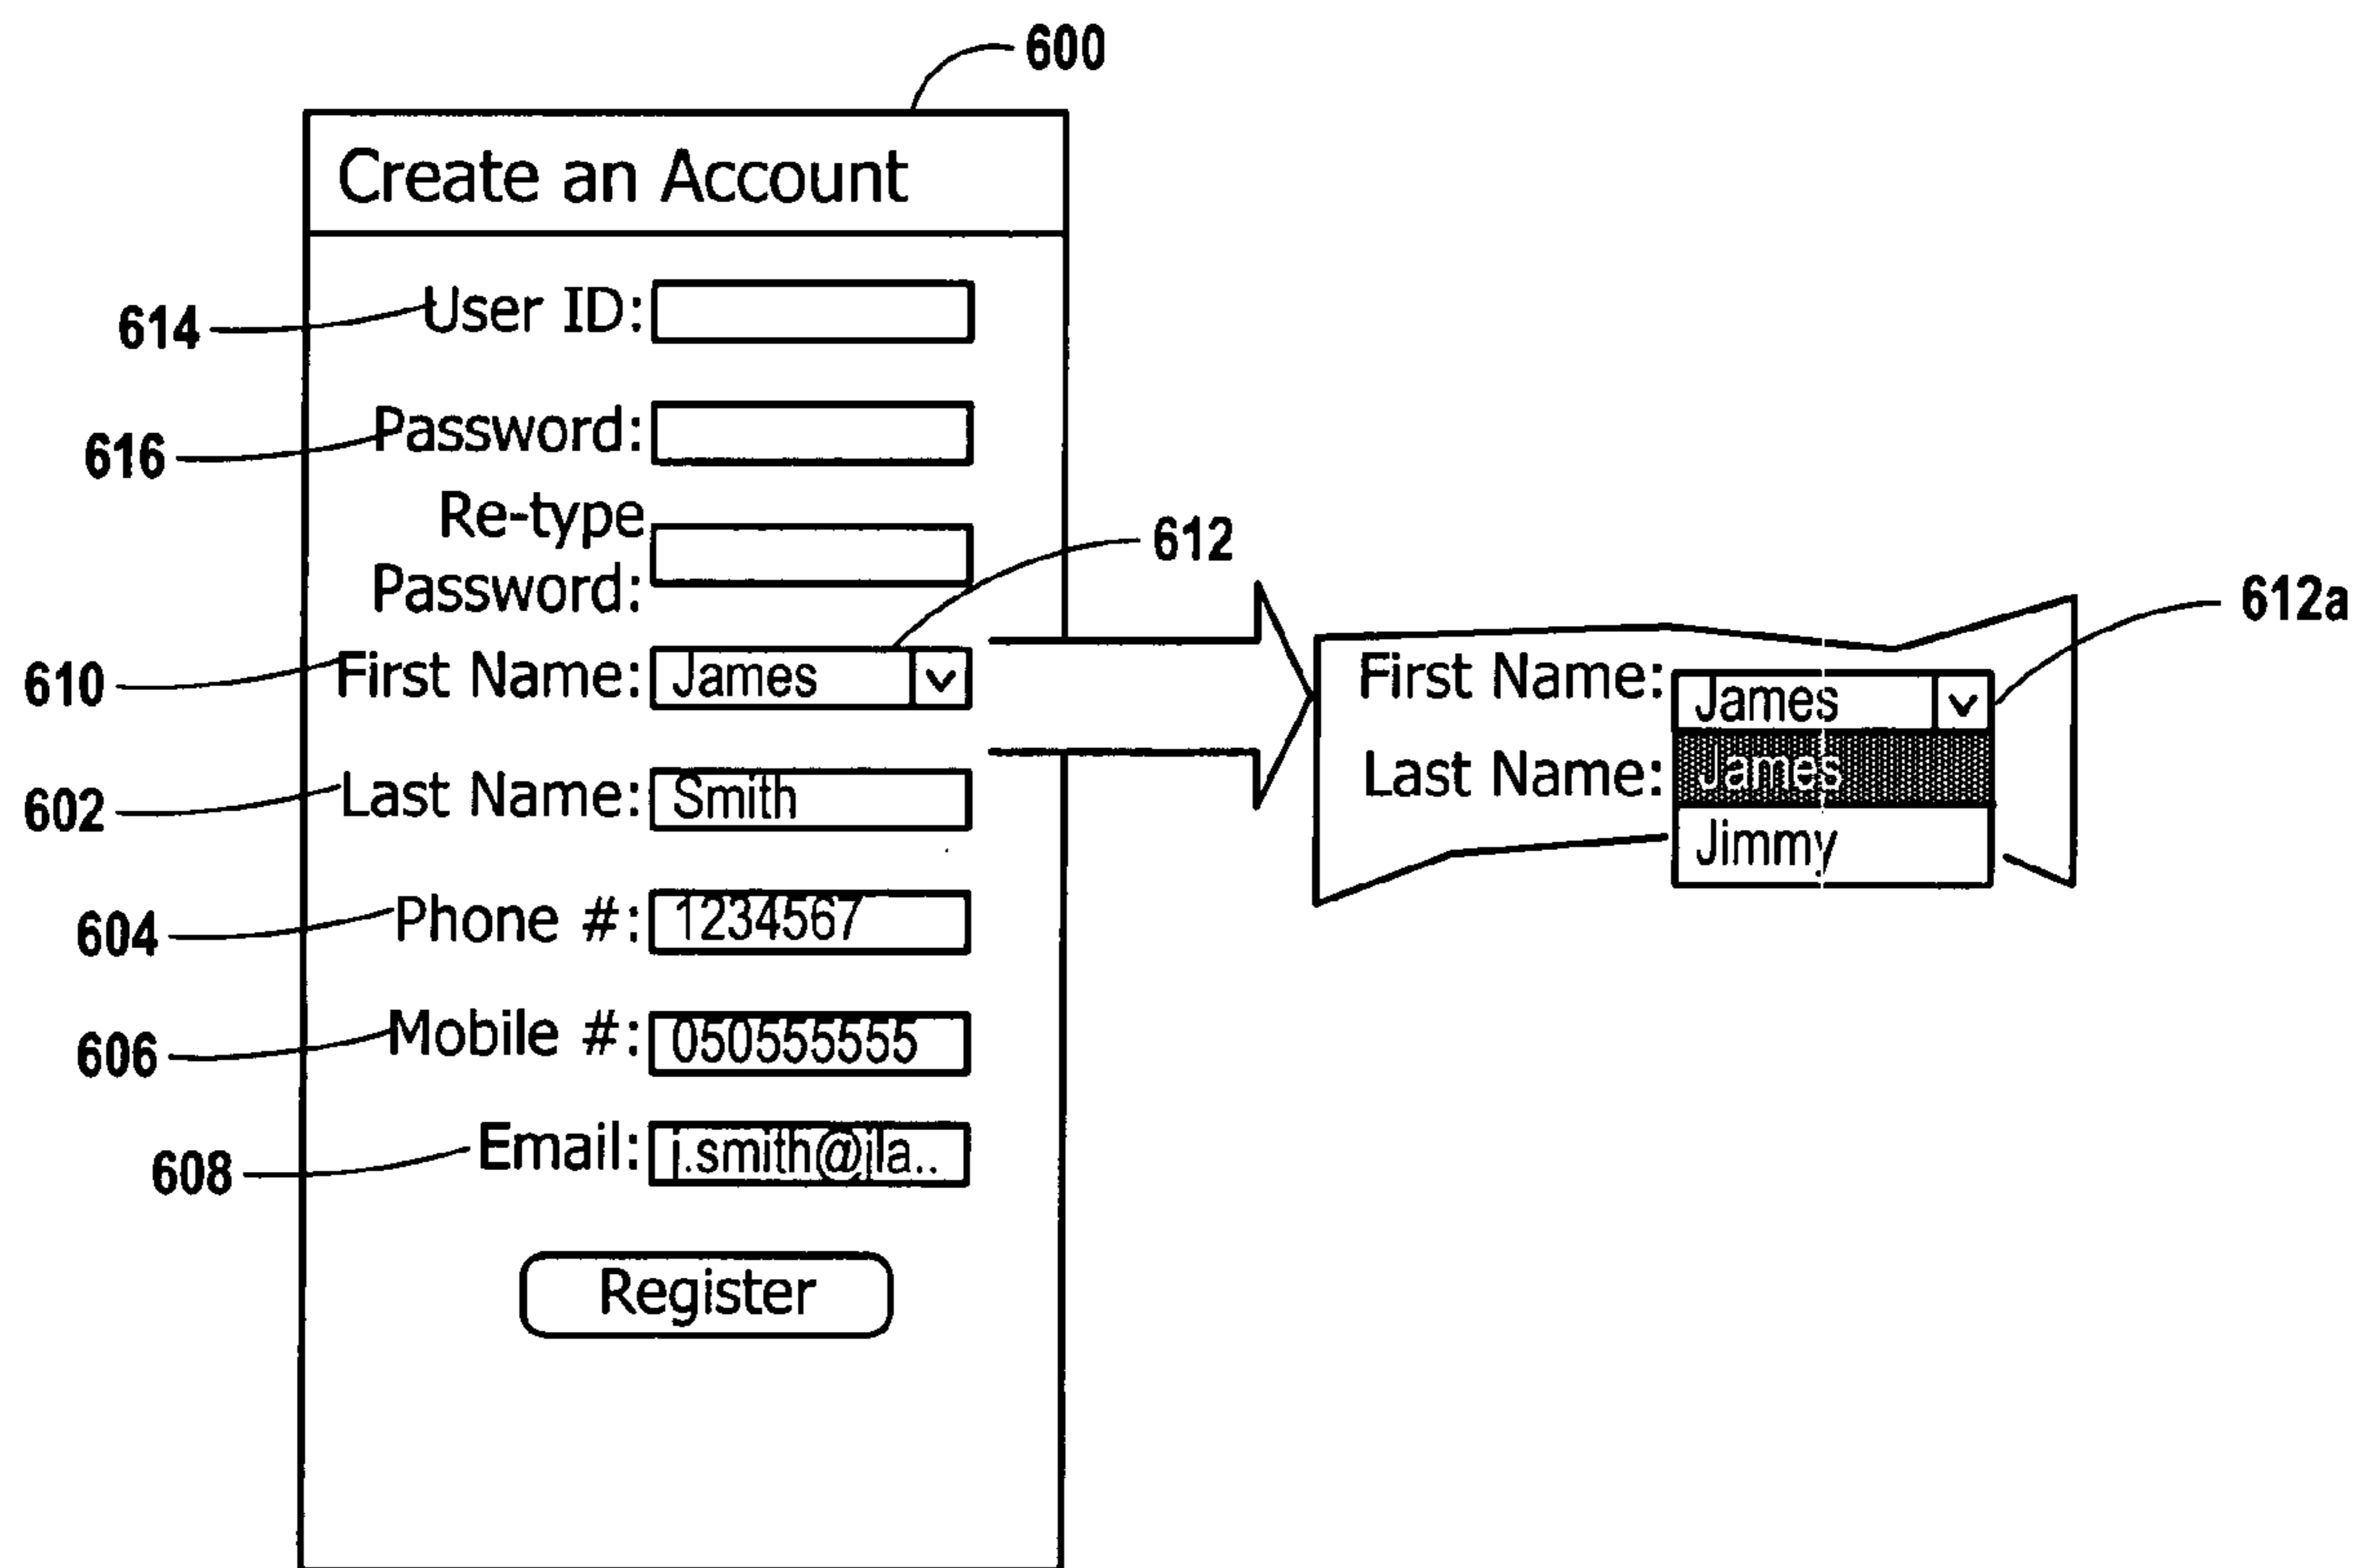 600
Create an Account
614 User ID:
616 Password:
Re-type
Password:
612
612a
610 First Name: James
602 Last Name: Smith
604 Phone #: 1234567
606 Mobile #: 050555555
608 Email: j.smith@jla..
Register
First Name: James
Last Name: James
Jimmy